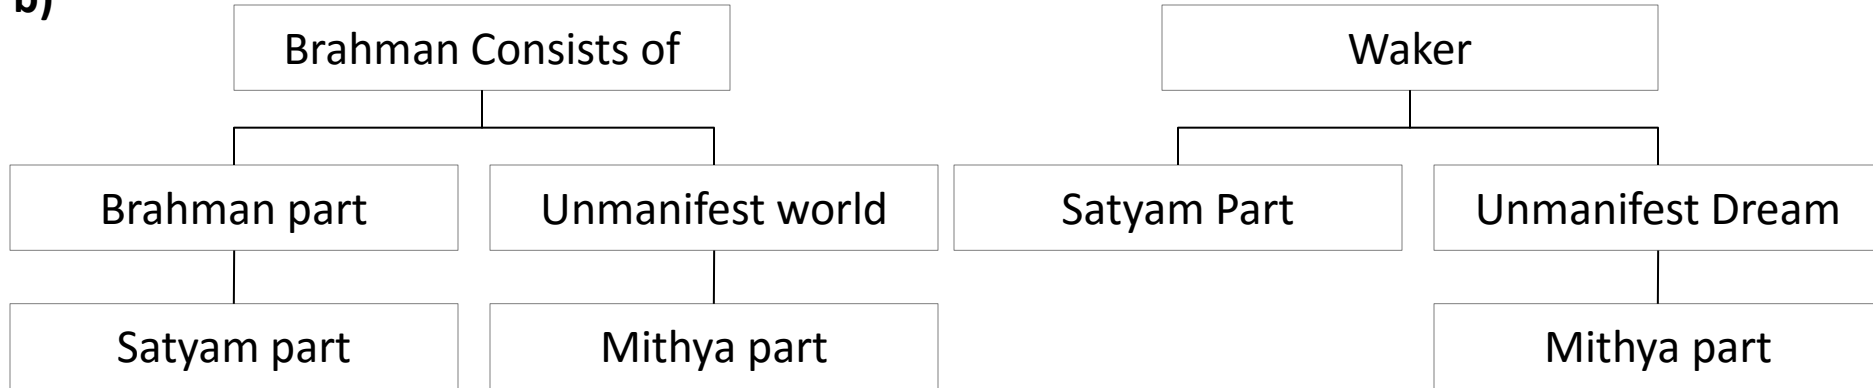 b)
Brahman Consists of
Waker
Brahman part
Unmanifest world
Satyam Part
Unmanifest Dream
Satyam part
Mithya part
Mithya part